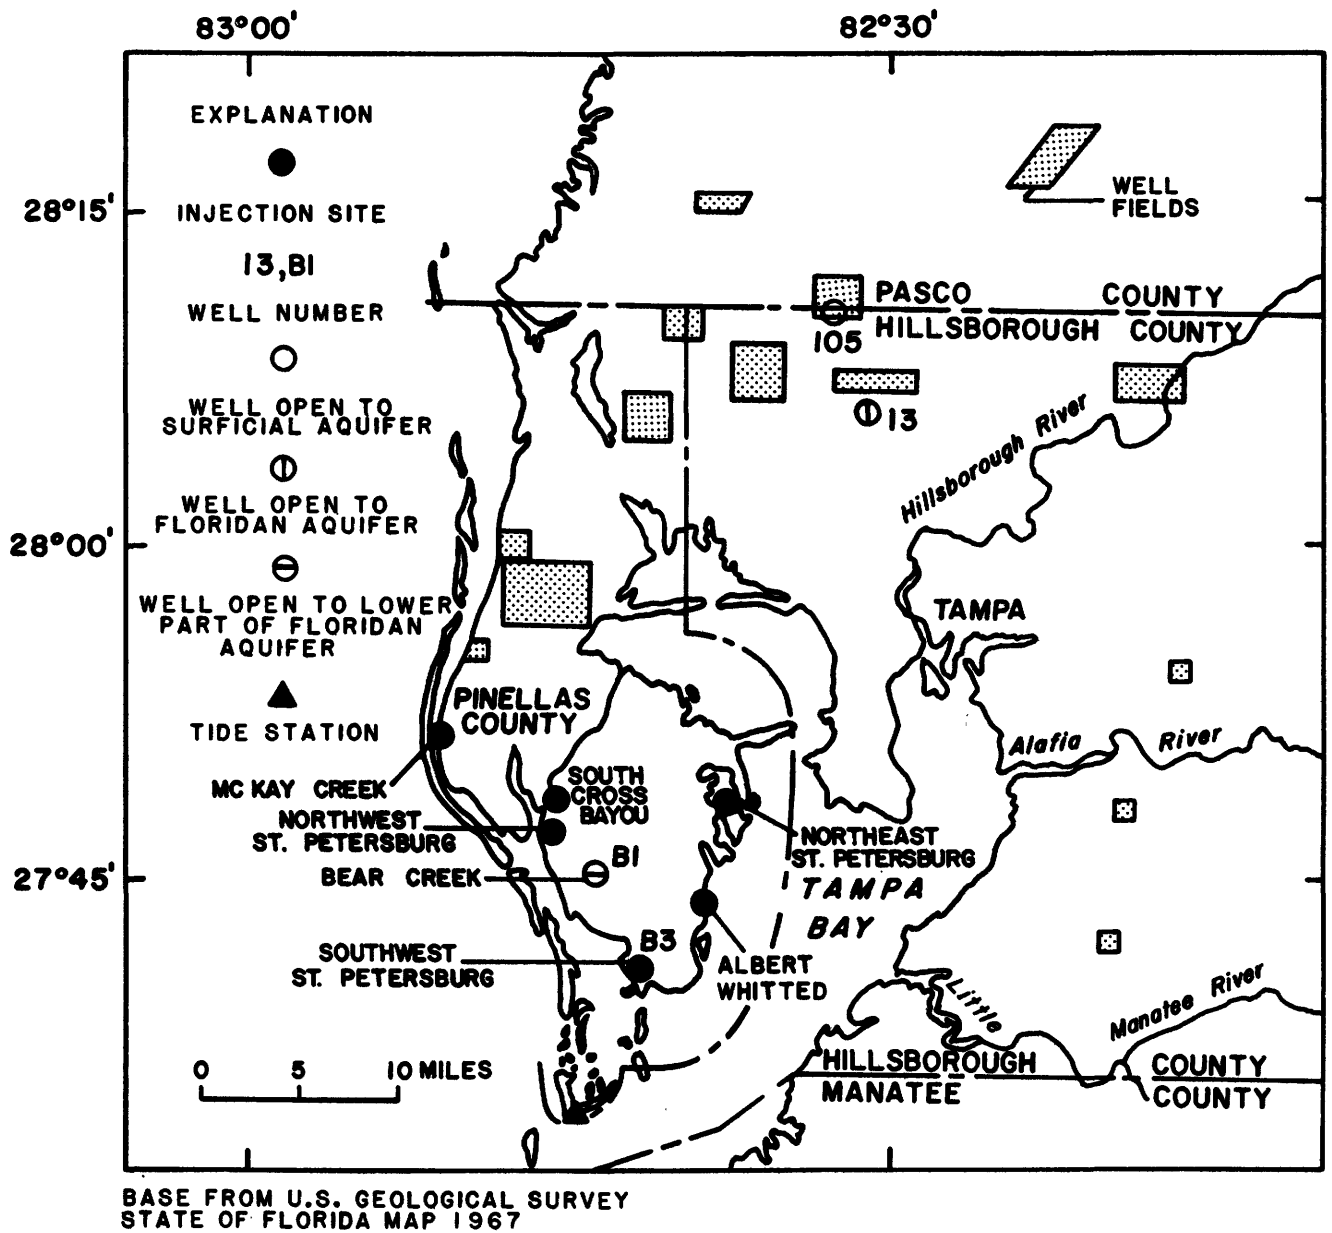 83°00'
82°30'
EXPLANATION
INJECTION SITE
13,B1
WELL NUMBER
WELL OPEN TO
SURFICIAL AQUIFER
WELL OPEN TO
FLORIDAN AQUIFER
WELL OPEN TO LOWER
PART OF FLORIDAN
AQUIFER
TIDE STATION
28°15'
28°00'
27°45'
WELL
FIELDS
PASCO COUNTY
HILLSBOROUGH COUNTY
105
13
Hillsborough River
TAMPA
PINELLAS
COUNTY
Alafia River
MC KAY CREEK
SOUTH
CROSS
BAYOU
NORTHWEST
ST. PETERSBURG
NORTHEAST
ST. PETERSBURG
BEAR CREEK
B1
TAMPA
BAY
SOUTHWEST
ST. PETERSBURG
B3
ALBERT
WHITTED
Little
Manatee River
0 5 10 MILES
HILLSBOROUGH COUNTY
MANATEE COUNTY
BASE FROM U.S. GEOLOGICAL SURVEY
STATE OF FLORIDA MAP 1967